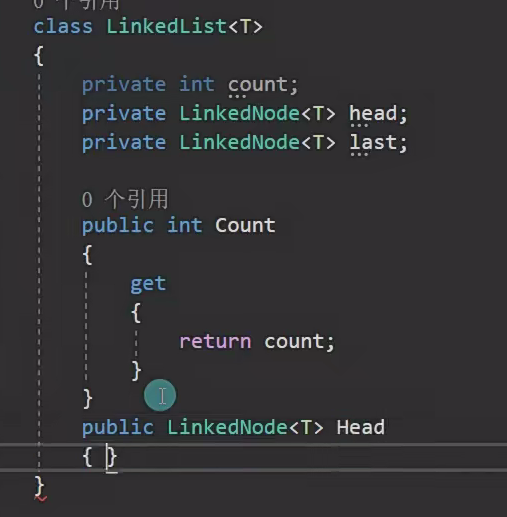 0 个引用
class LinkedList<T>
{
private int count;
private LinkedNode<T> head;
private LinkedNode<T> last;
0 个引用
public int Count
{
get
{
return count;
}
}
public LinkedNode<T> Head
{ }
}